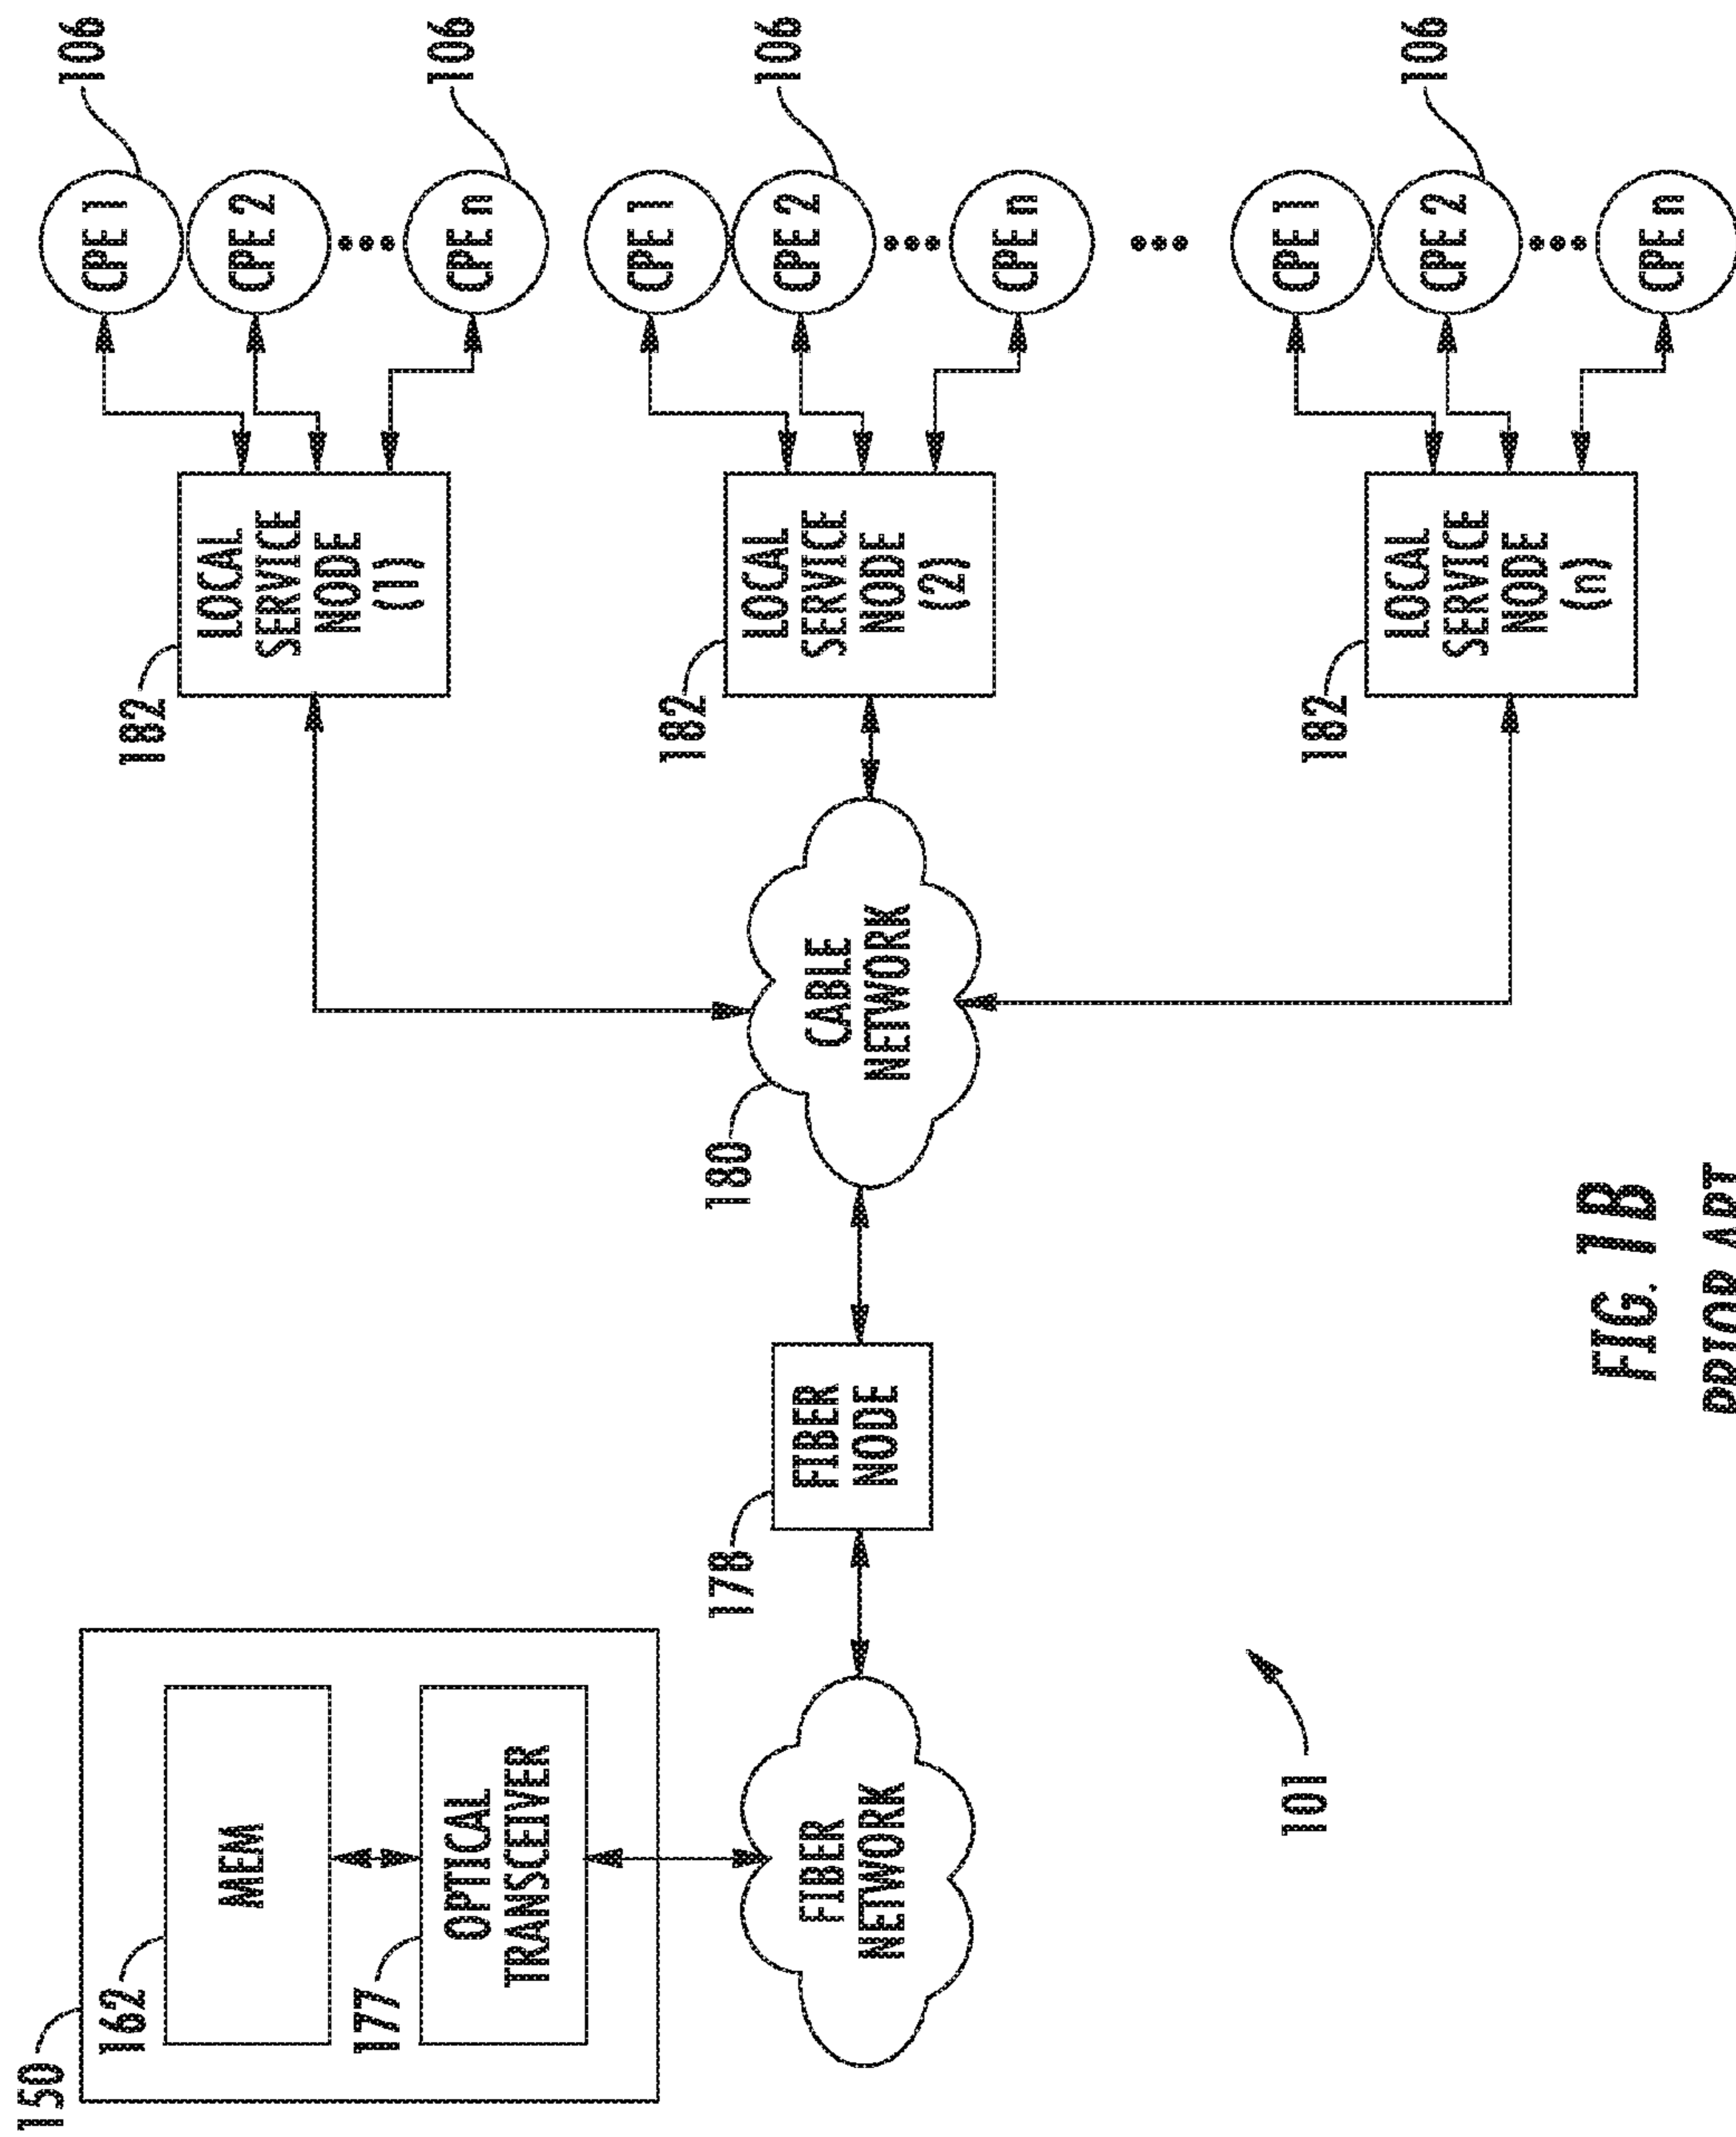 150
162
MEM
177
OPTICAL
TRANSCEIVER
FIBER
NETWORK
178
FIBER
NODE
180
CABLE
NETWORK
182
LOCAL
SERVICE
NODE
(1)
182
LOCAL
SERVICE
NODE
(2)
182
LOCAL
SERVICE
NODE
(n)
CPE 1
106
CPE 2
•••
CPE n
106
CPE 1
CPE 2
106
•••
CPE n
•••
CPE 1
CPE 2
106
•••
CPE n
101
FIG. 1B
PRIOR ART